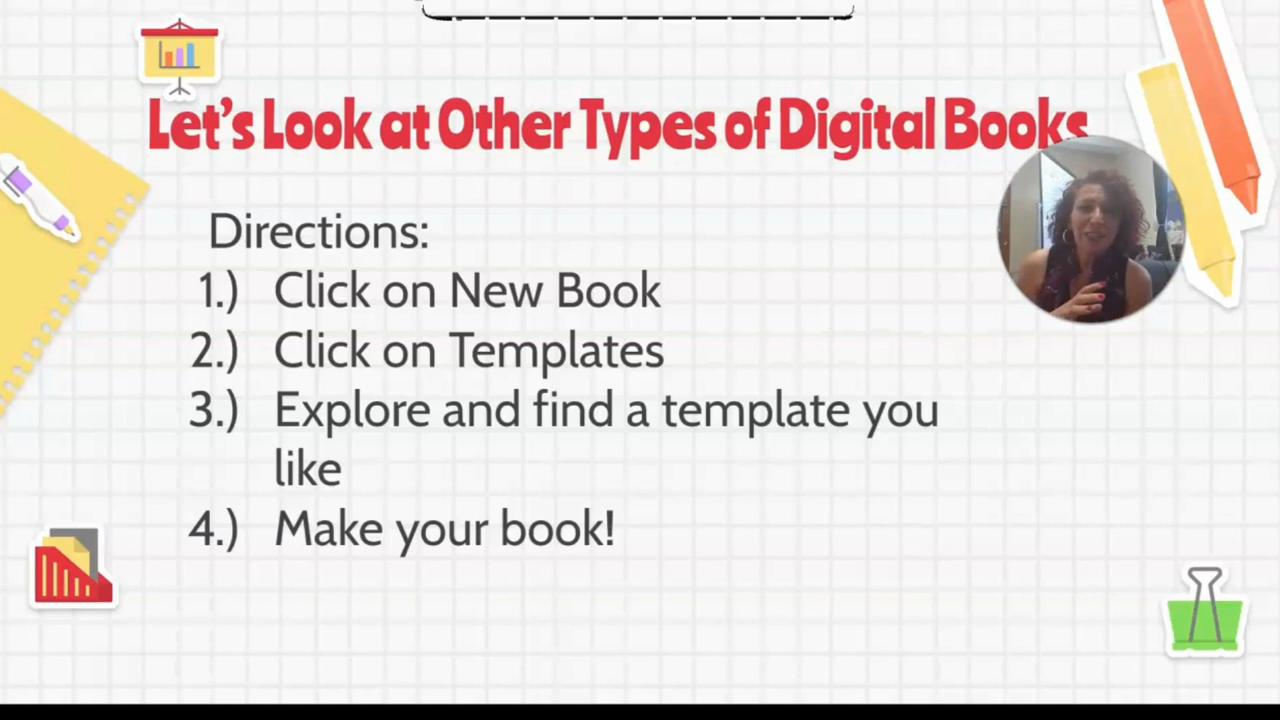 Let's Look at Other Types of Digital Books
Directions:
1.) Click on New Book
2.) Click on Templates
3.) Explore and find a template you
like
4.) Make your book!